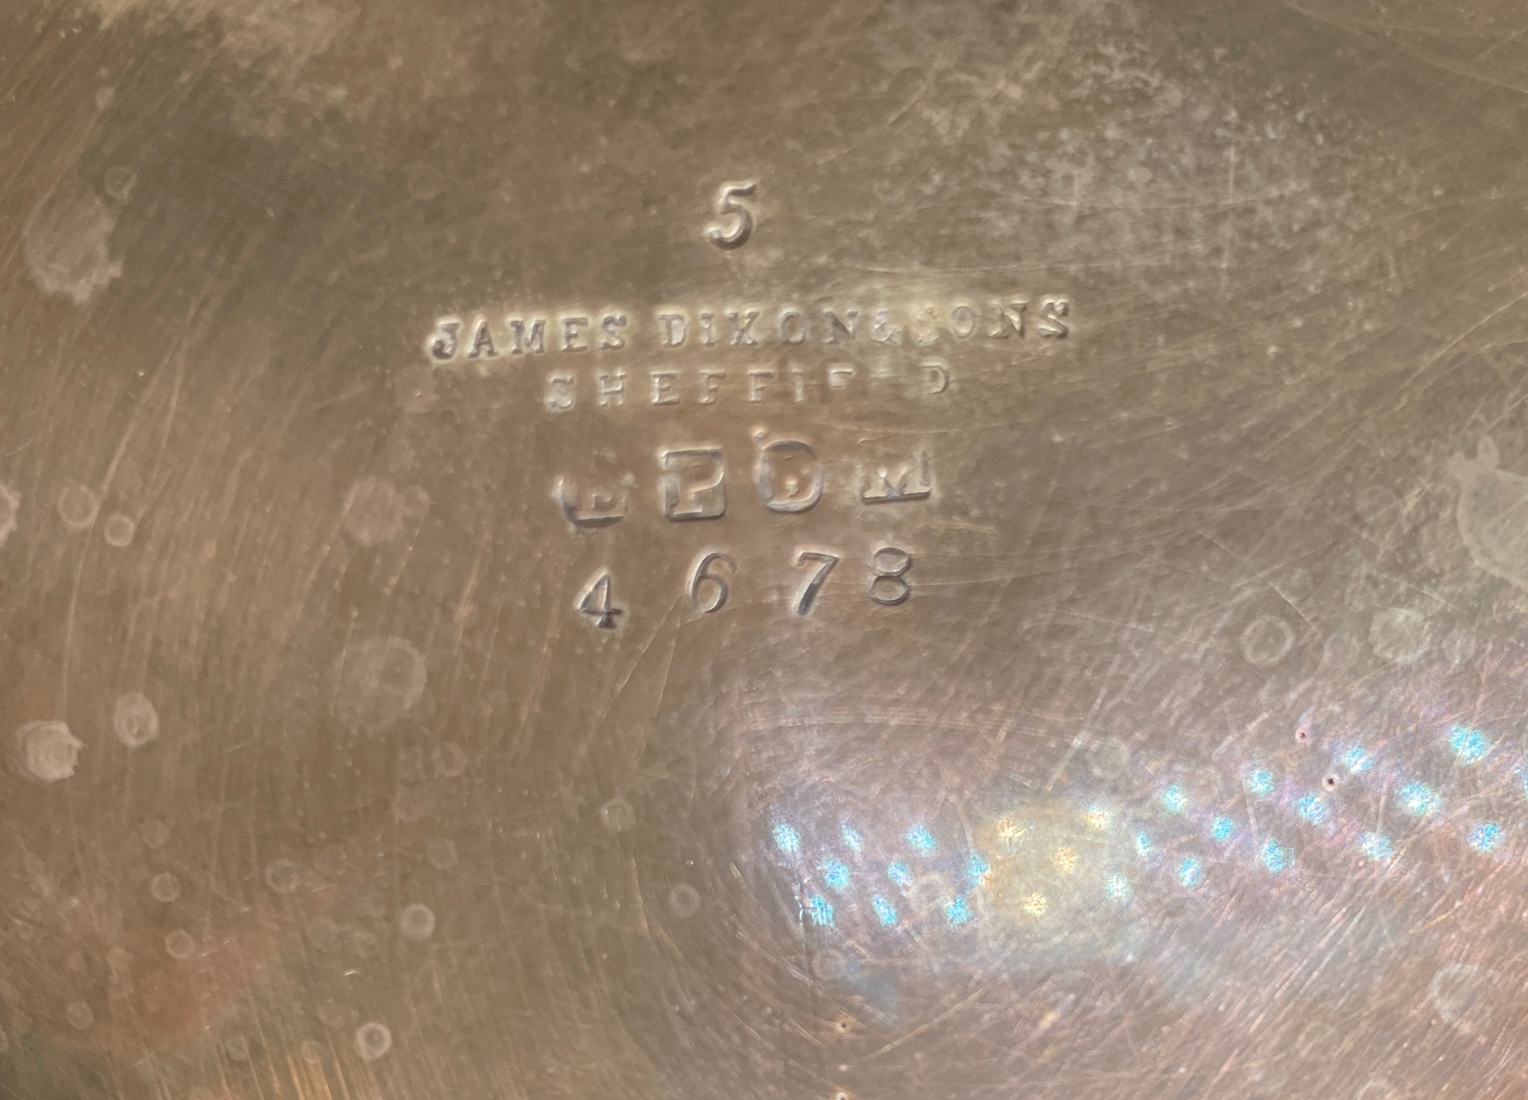 5
JAMES DIXON & SONS
SHEFFIELD
E P B M
4678